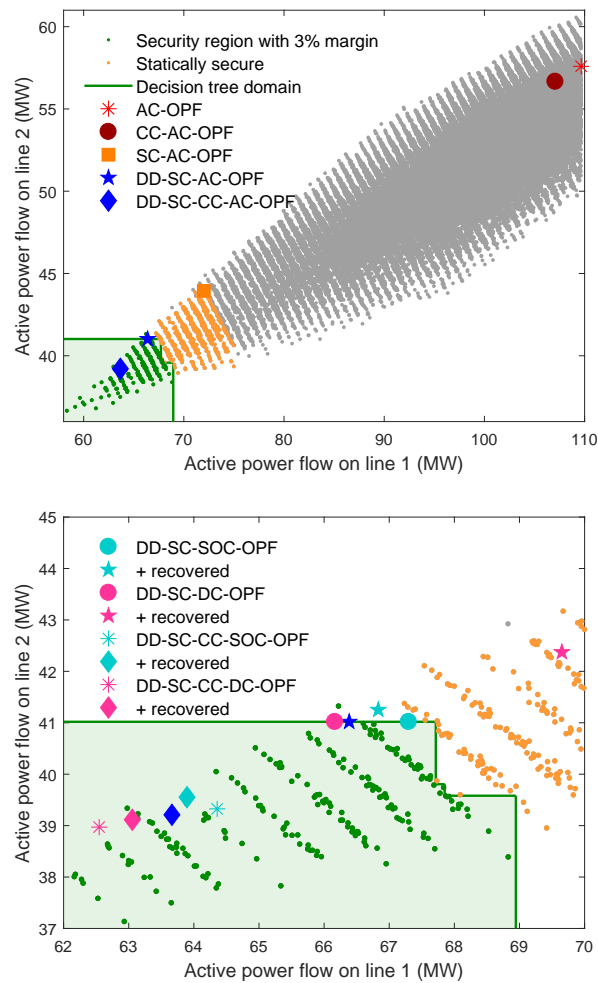 60
55
50
45
40
Active power flow on line 2 (MW)
Security region with 3% margin
Statically secure
Decision tree domain
AC-OPF
CC-AC-OPF
SC-AC-OPF
DD-SC-AC-OPF
DD-SC-CC-AC-OPF
60 70 80 90 100 110
Active power flow on line 1 (MW)
45
44
43
42
41
40
39
38
37
Active power flow on line 2 (MW)
DD-SC-SOC-OPF
+ recovered
DD-SC-DC-OPF
+ recovered
DD-SC-CC-SOC-OPF
+ recovered
DD-SC-CC-DC-OPF
+ recovered
62 63 64 65 66 67 68 69 70
Active power flow on line 1 (MW)